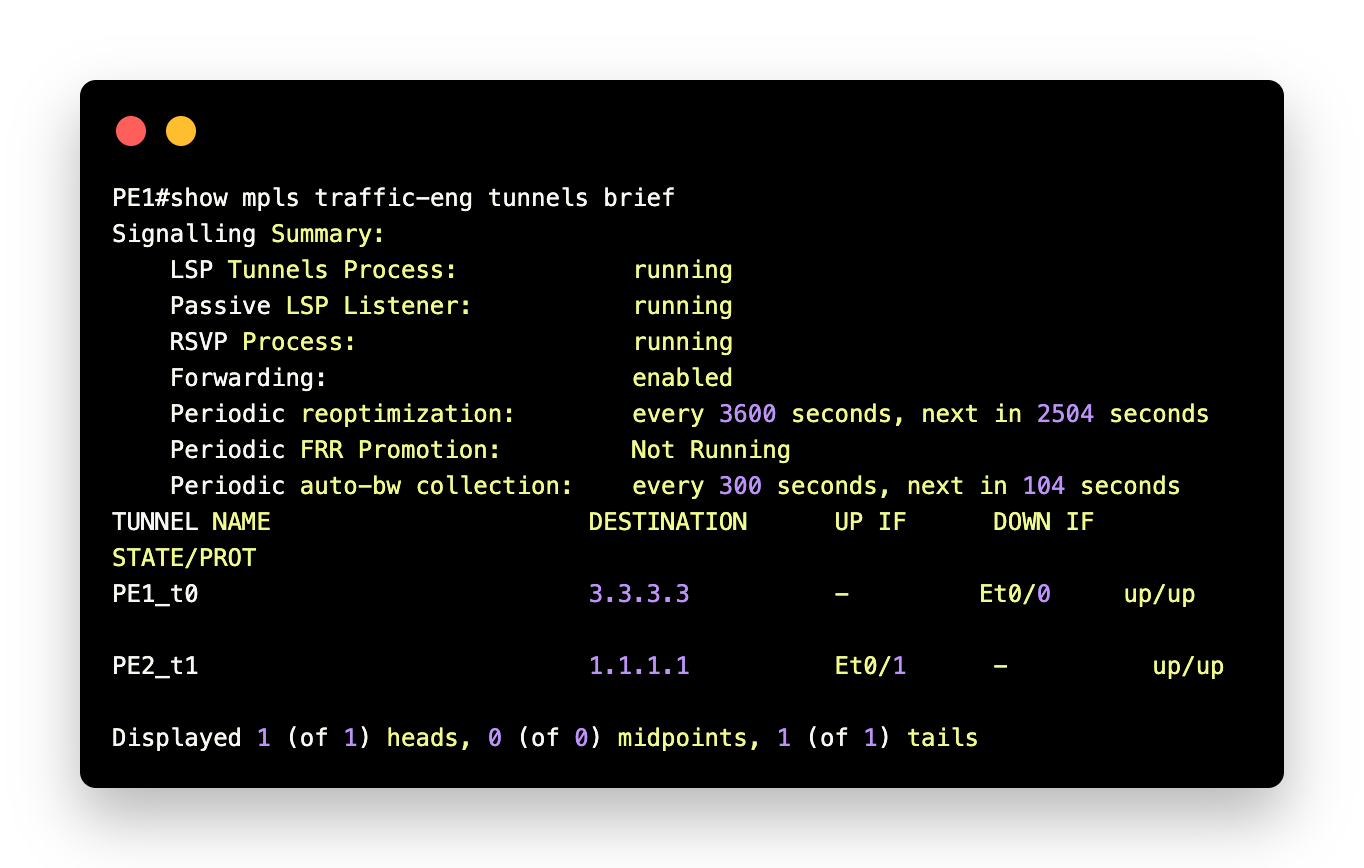 PE1#show mpls traffic-eng tunnels brief
Signalling Summary:
    LSP Tunnels Process:            running
    Passive LSP Listener:           running
    RSVP Process:                   running
    Forwarding:                     enabled
    Periodic reoptimization:        every 3600 seconds, next in 2504 seconds
    Periodic FRR Promotion:         Not Running
    Periodic auto-bw collection:    every 300 seconds, next in 104 seconds
TUNNEL NAME                      DESTINATION      UP IF      DOWN IF
STATE/PROT
PE1_t0                           3.3.3.3          -         Et0/0     up/up
PE2_t1                           1.1.1.1          Et0/1      -          up/up
Displayed 1 (of 1) heads, 0 (of 0) midpoints, 1 (of 1) tails